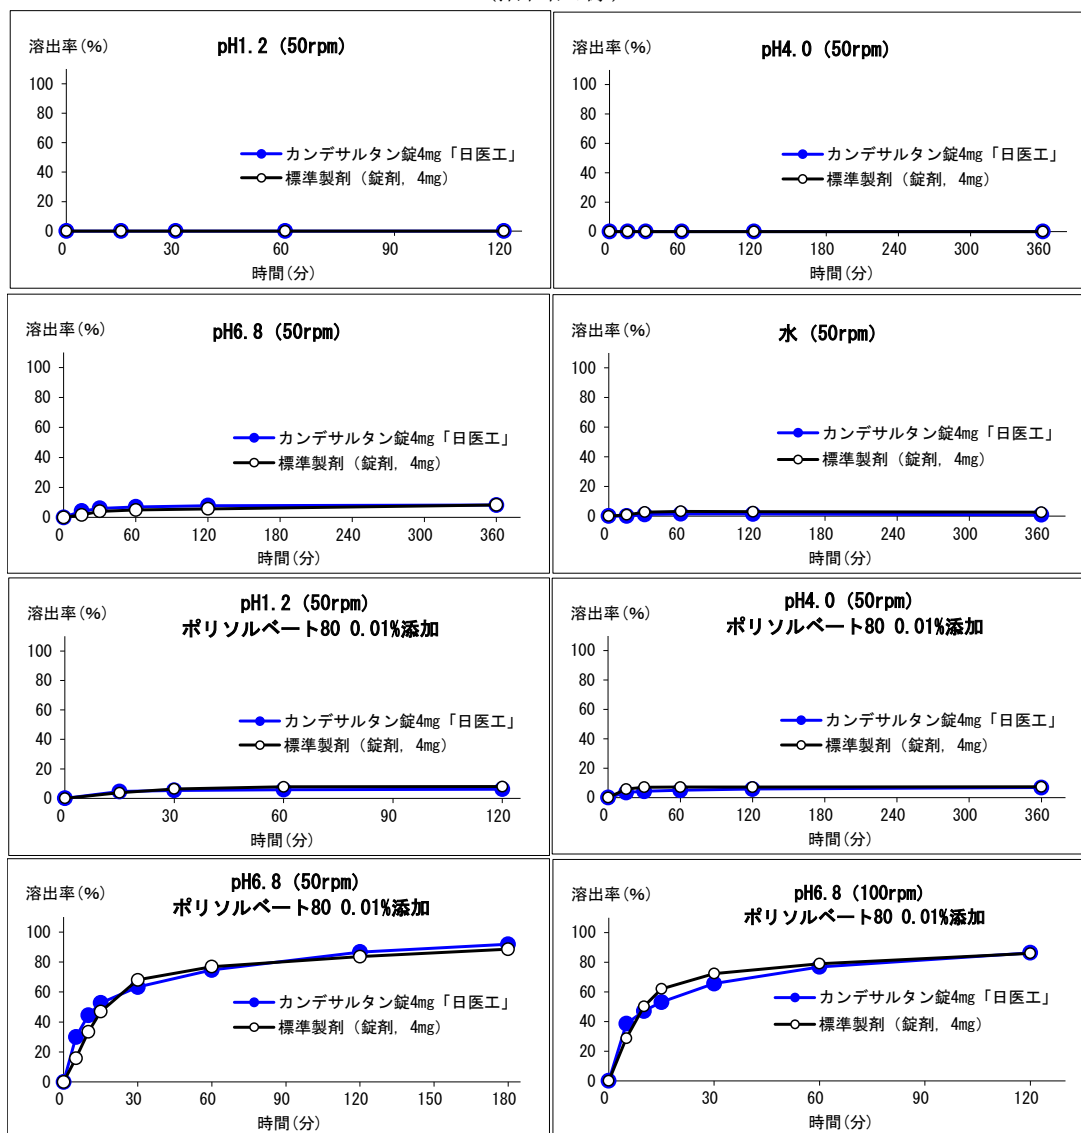 溶出率(%)
pH1.2 (50rpm)
100
80
60
40
20
0
カンデサルタン錠4mg「日医工」
標準製剤 (錠剤, 4mg)
0 30 60 90 120
時間(分)
溶出率(%)
pH4.0 (50rpm)
100
80
60
40
20
0
カンデサルタン錠4mg「日医工」
標準製剤 (錠剤, 4mg)
0 60 120 180 240 300 360
時間(分)
溶出率(%)
pH6.8 (50rpm)
100
80
60
40
20
0
カンデサルタン錠4mg「日医工」
標準製剤 (錠剤, 4mg)
0 60 120 180 240 300 360
時間(分)
溶出率(%)
水 (50rpm)
100
80
60
40
20
0
カンデサルタン錠4mg「日医工」
標準製剤 (錠剤, 4mg)
0 60 120 180 240 300 360
時間(分)
溶出率(%)
pH1.2 (50rpm)
ポリソルベート80 0.01%添加
100
80
60
40
20
0
カンデサルタン錠4mg「日医工」
標準製剤 (錠剤, 4mg)
0 30 60 90 120
時間(分)
溶出率(%)
pH4.0 (50rpm)
ポリソルベート80 0.01%添加
100
80
60
40
20
0
カンデサルタン錠4mg「日医工」
標準製剤 (錠剤, 4mg)
0 60 120 180 240 300 360
時間(分)
溶出率(%)
pH6.8 (50rpm)
ポリソルベート80 0.01%添加
100
80
60
40
20
0
カンデサルタン錠4mg「日医工」
標準製剤 (錠剤, 4mg)
0 30 60 90 120 150 180
時間(分)
溶出率(%)
pH6.8 (100rpm)
ポリソルベート80 0.01%添加
100
80
60
40
20
0
カンデサルタン錠4mg「日医工」
標準製剤 (錠剤, 4mg)
0 30 60 90 120
時間(分)